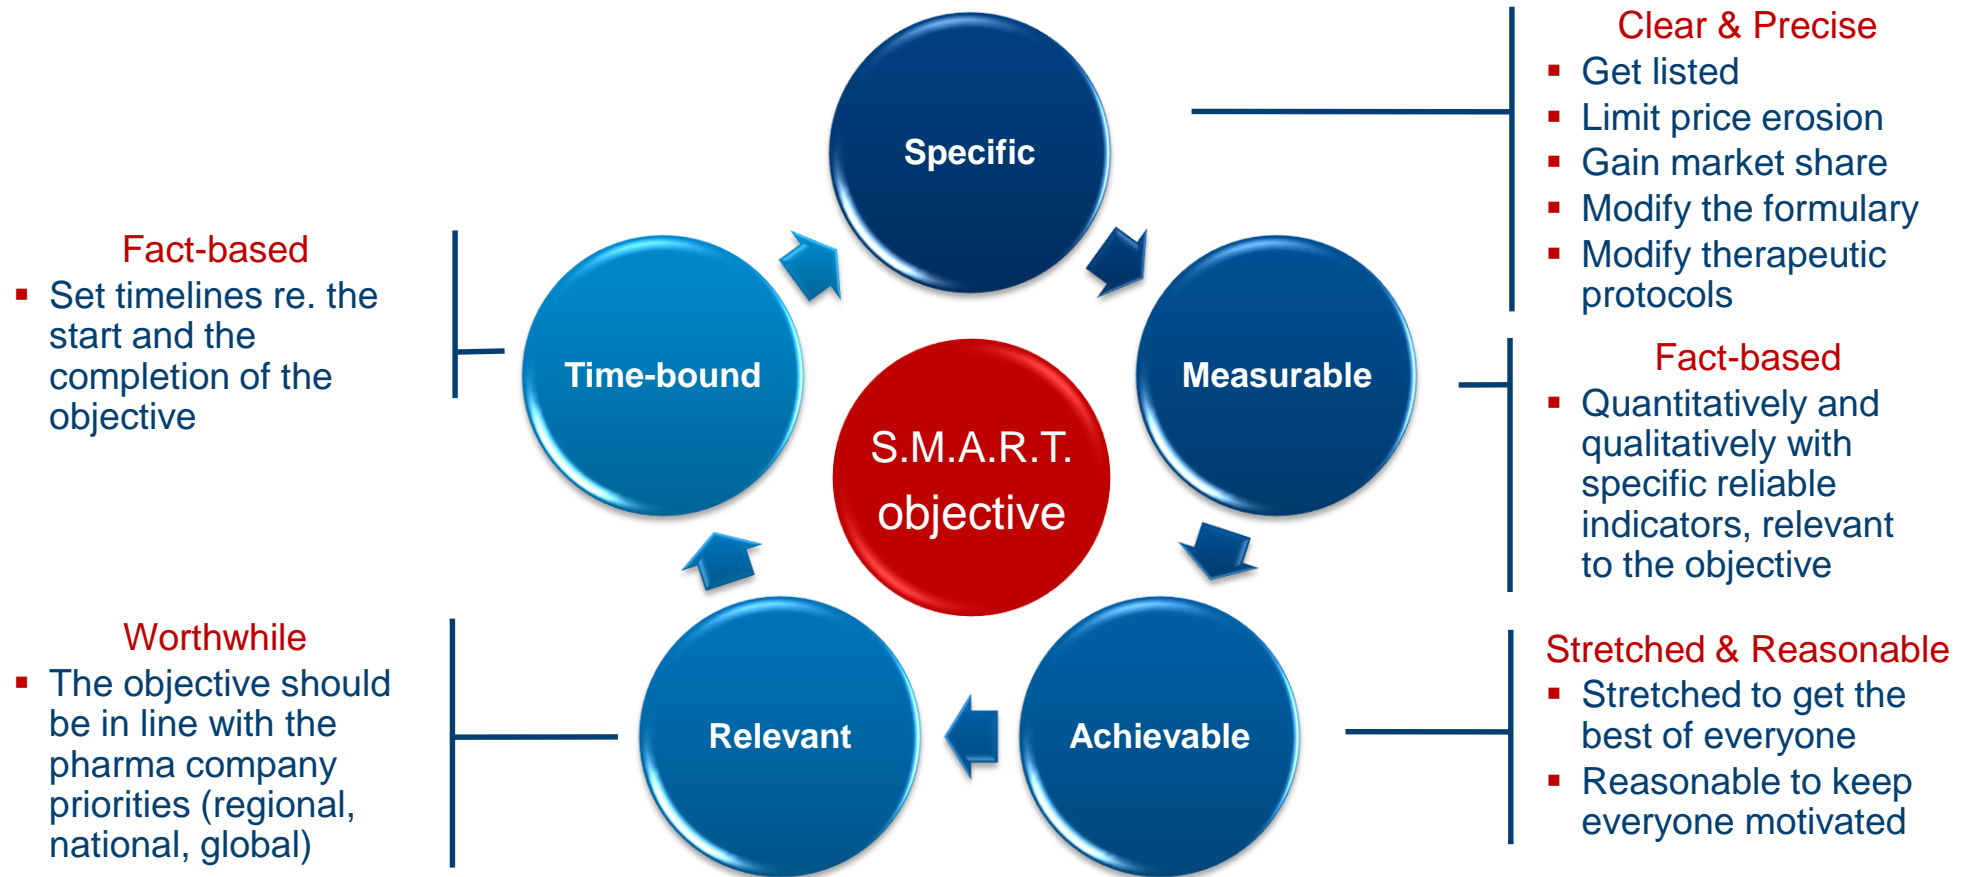 Specific
Clear & Precise
▪ Get listed
▪ Limit price erosion
▪ Gain market share
▪ Modify the formulary
▪ Modify therapeutic
protocols
Measurable
Fact-based
▪ Quantitatively and
qualitatively with
specific reliable
indicators, relevant
to the objective
Achievable
Stretched & Reasonable
▪ Stretched to get the
best of everyone
▪ Reasonable to keep
everyone motivated
Relevant
Worthwhile
▪ The objective should
be in line with the
pharma company
priorities (regional,
national, global)
Time-bound
Fact-based
▪ Set timelines re. the
start and the
completion of the
objective
S.M.A.R.T.
objective